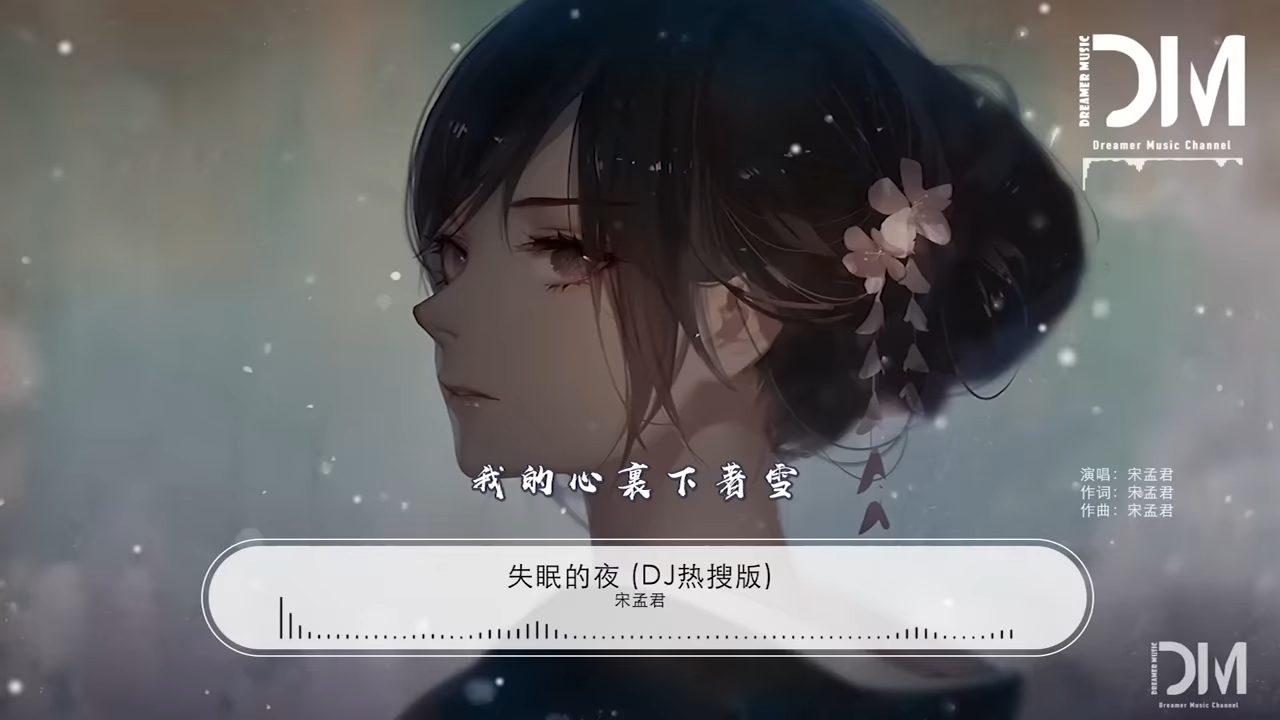 DREAMER MUSIC
DM
Dreamer Music Channel
我的心裏下著雪
演唱：宋孟君
作词：宋孟君
作曲：宋孟君
失眠的夜 (DJ热搜版)
宋孟君
DREAMER MUSIC
DM
Dreamer Music Channel